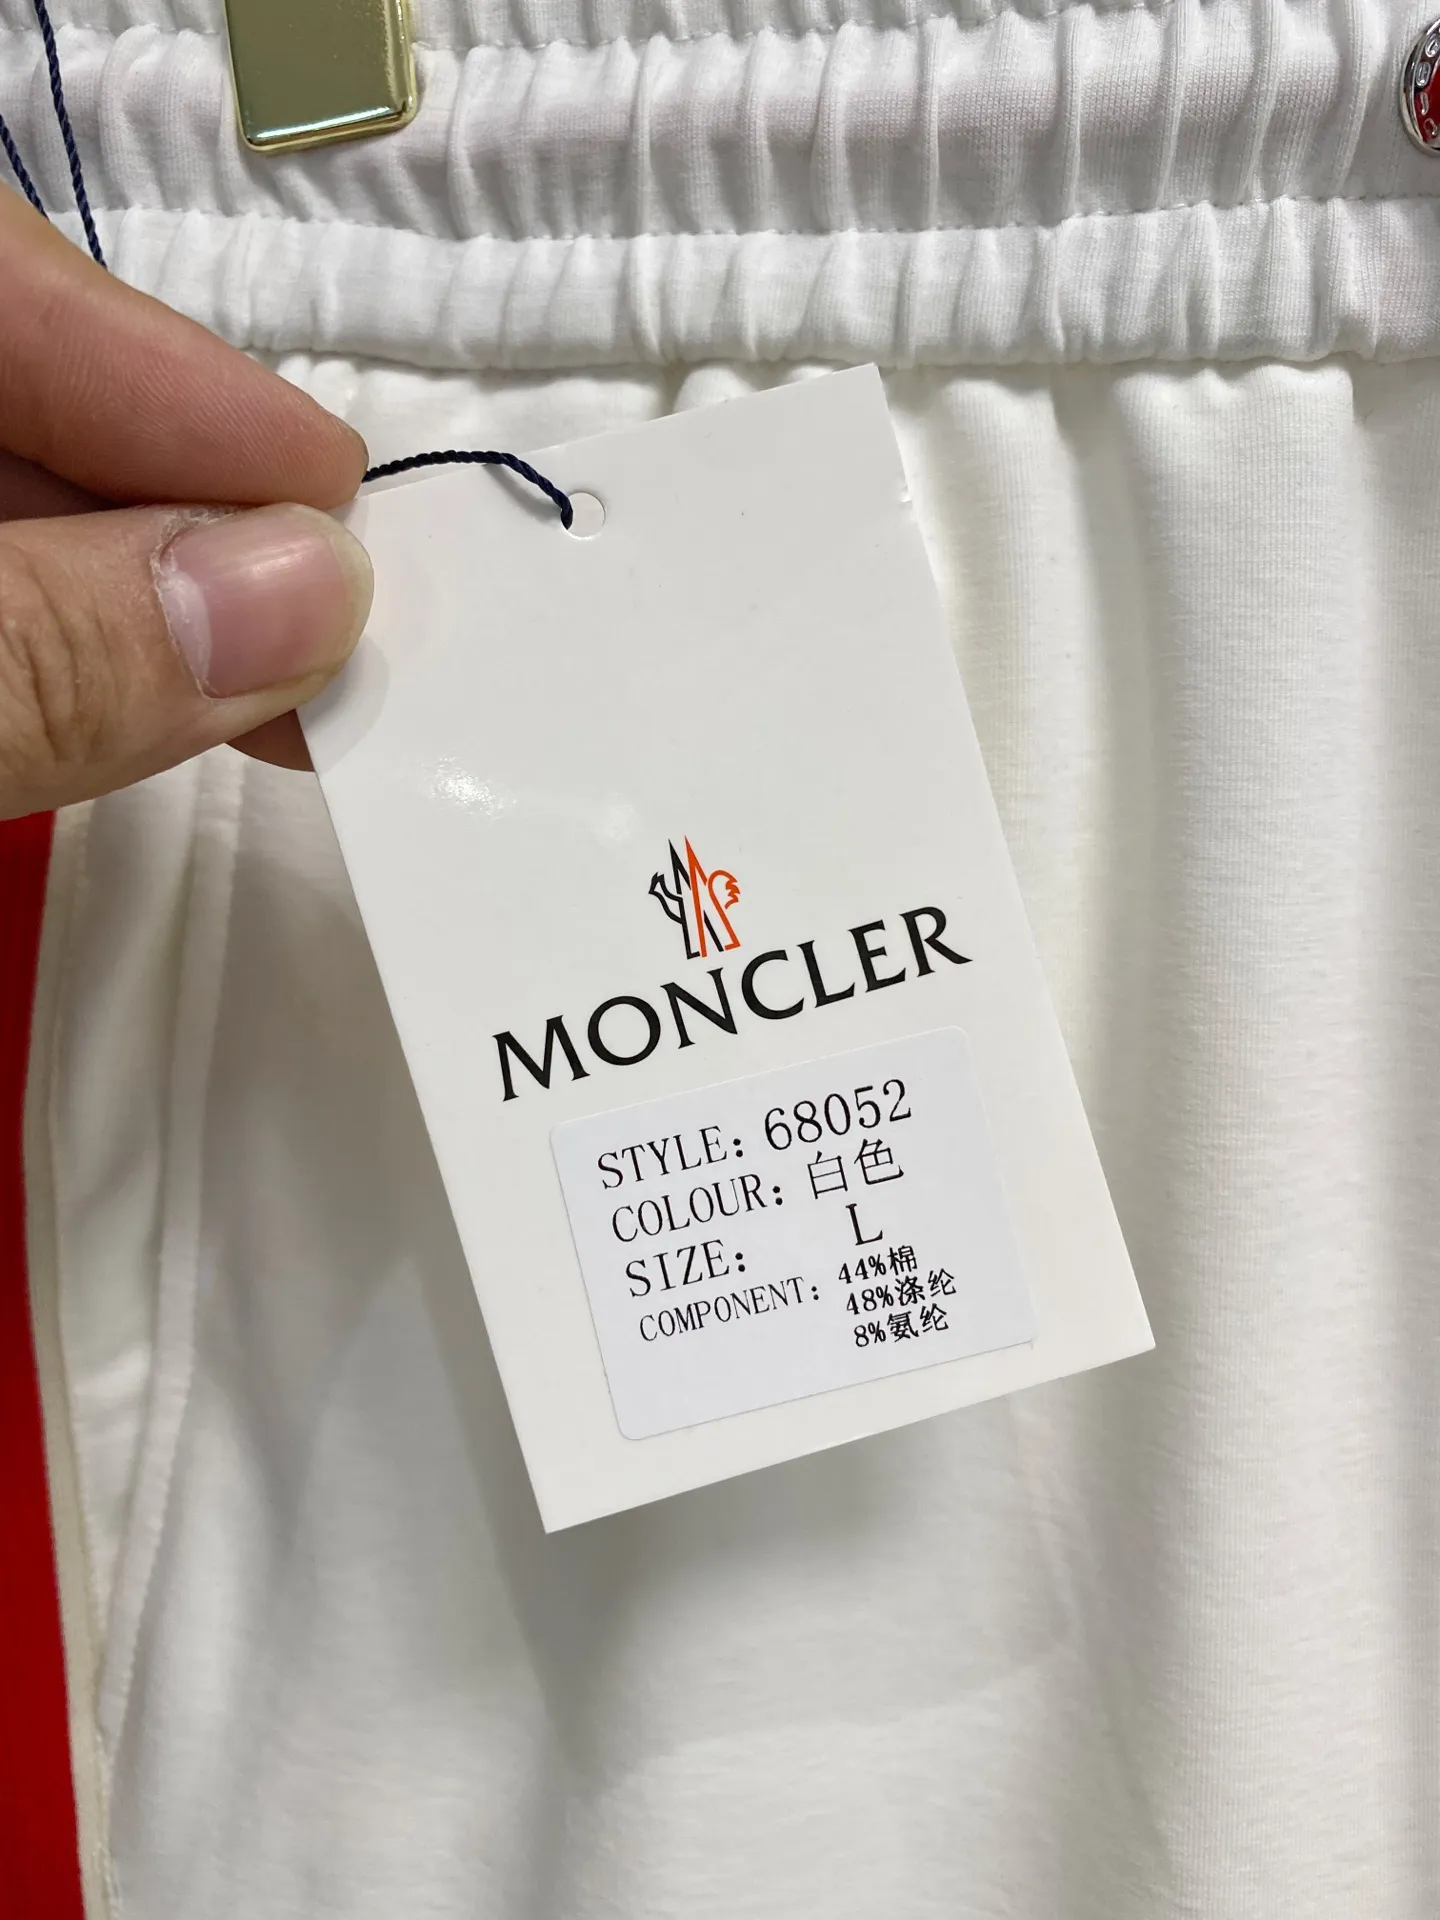 MONCLER
STYLE: 68052
COLOUR: 白色
SIZE: L
COMPONENT: 44%棉
48%涤纶
8%氨纶